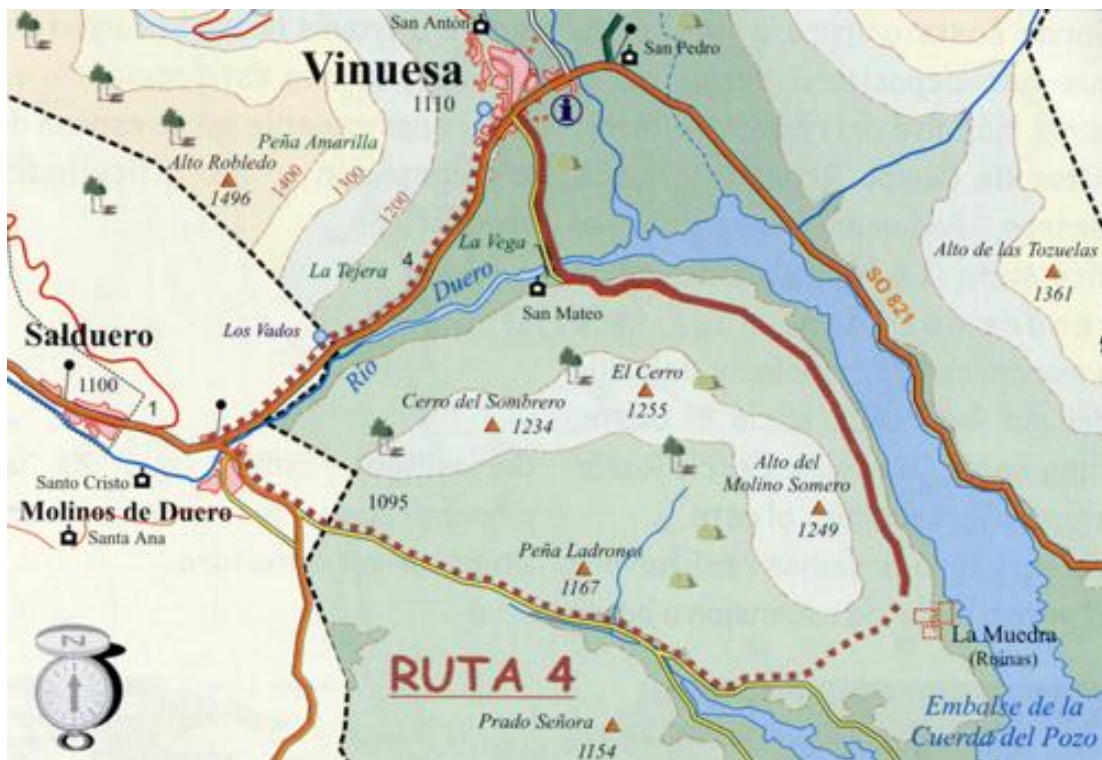 San Antón
San Pedro
Vinuesa
1110
Peña Amarilla
Alto Robledo
1496
1400
1300
1200
La Vega
4
La Tejera
Duero
Alto de las Tozuelas
1361
SO 821
San Mateo
Los Vados
Río
Salduero
1100
1
El Cerro
1255
Cerro del Sombrero
1234
Alto del
Molino Somero
1249
Santo Cristo
Molinos de Duero
Santa Ana
1095
Peña Ladrones
1167
La Muedra
(Ruinas)
RUTA 4
Prado Señora
1154
Embalse de la
Cuerda del Pozo
N
i